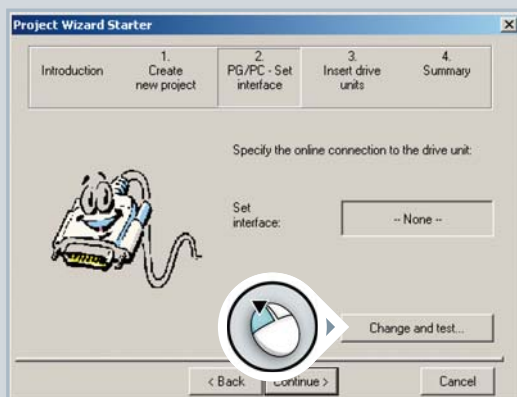 Project Wizard Starter
Introduction
1.
Create
new project
2.
PG/PC - Set
interface
3.
Insert drive
units
4.
Summary
Specify the online connection to the drive unit:
Set
interface:
-- None --
Change and test...
< Back
Continue >
Cancel